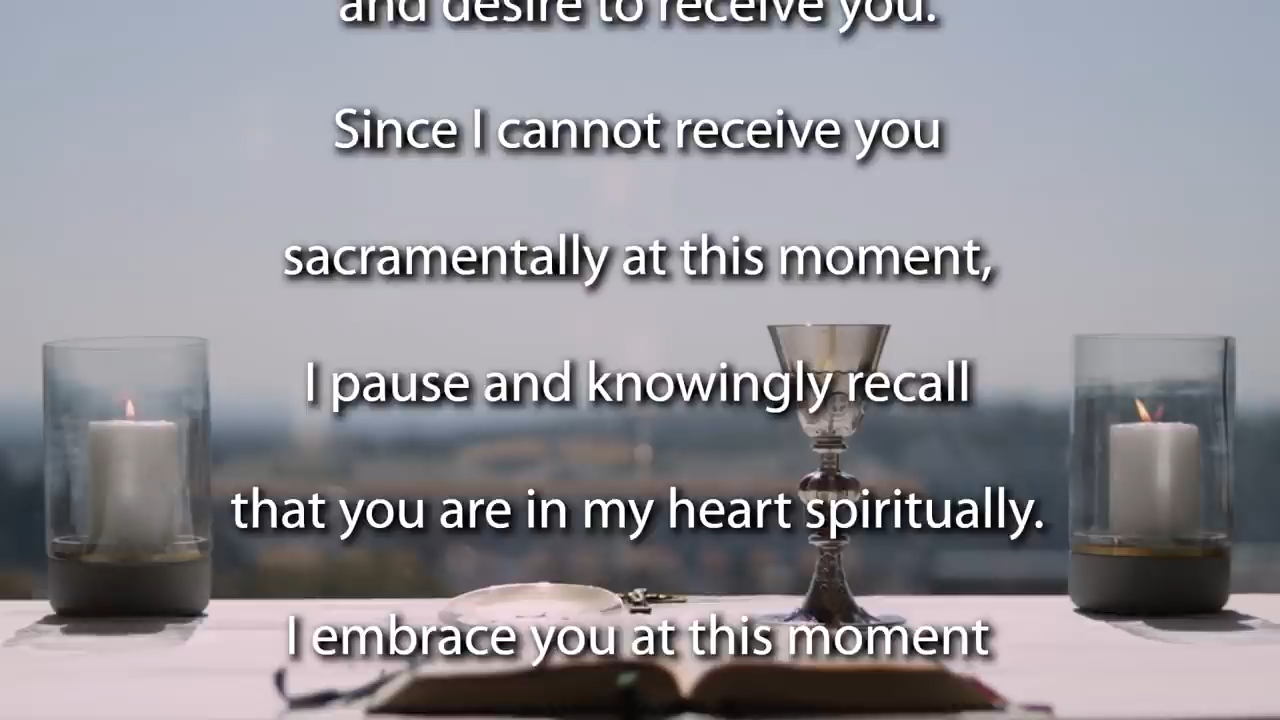 and desire to receive you.
Since I cannot receive you
sacramentally at this moment,
I pause and knowingly recall
that you are in my heart spiritually.
I embrace you at this moment